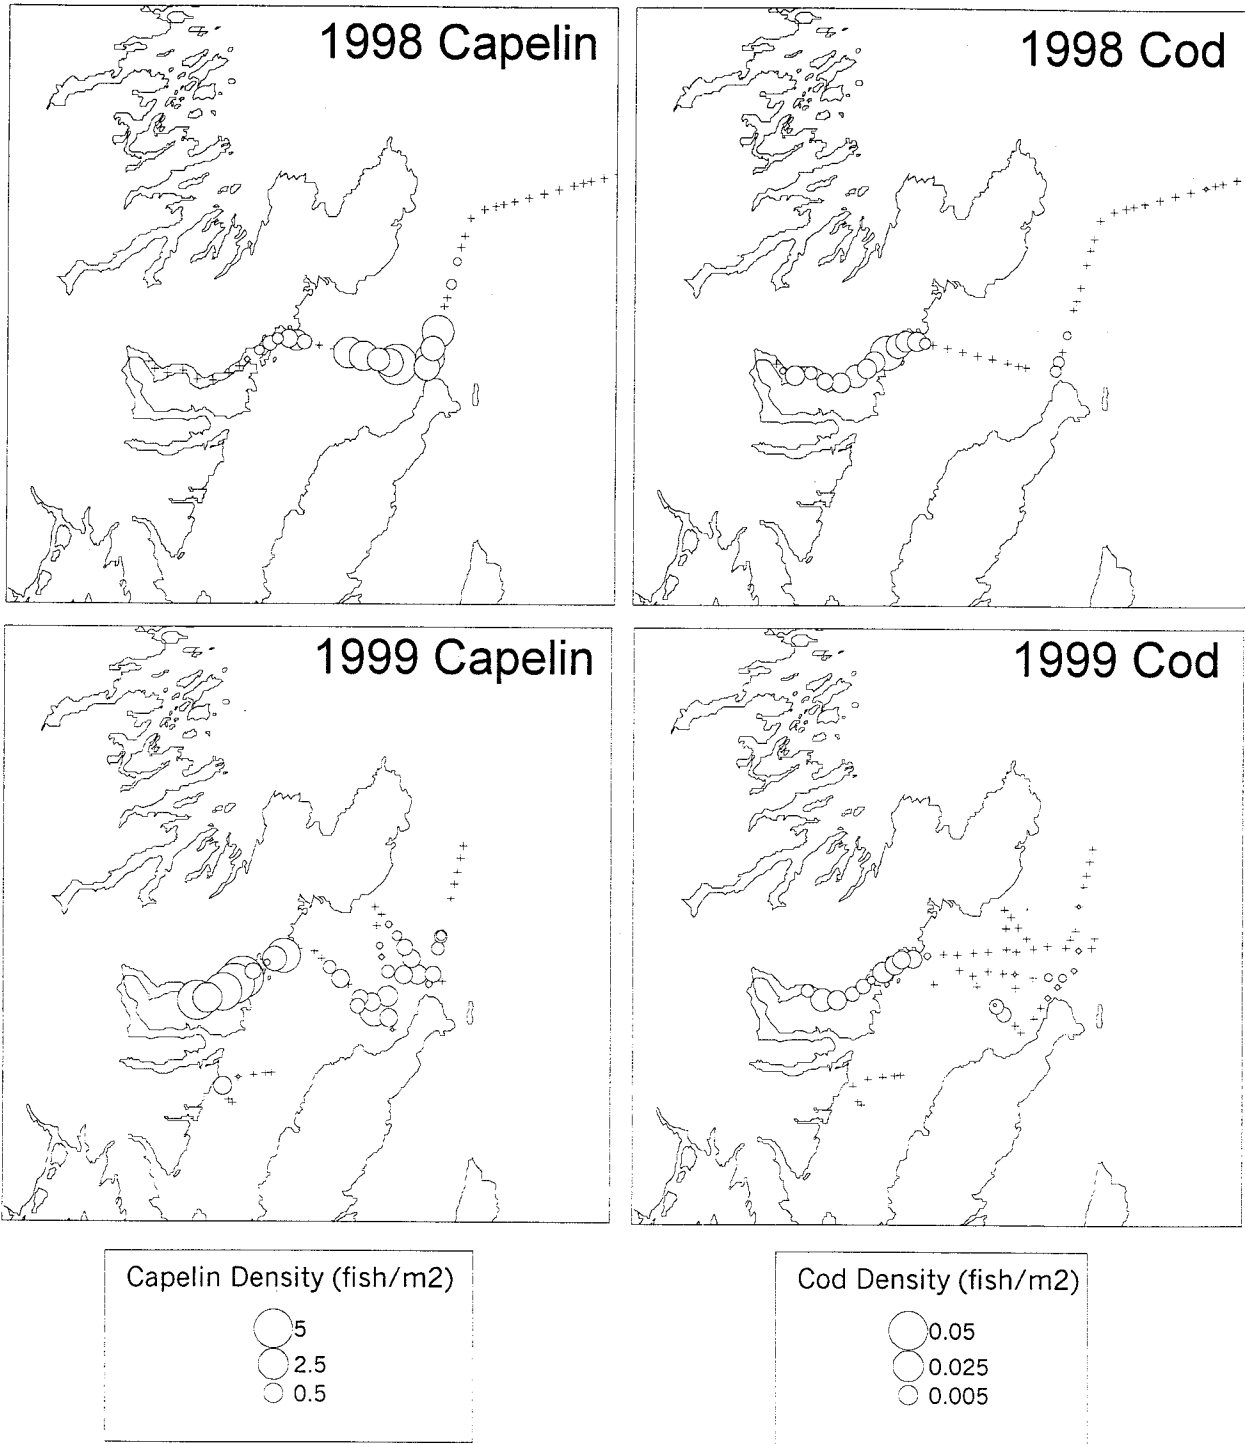 1998 Capelin
1998 Cod
1999 Capelin
1999 Cod
Capelin Density (fish/m2)
5
2.5
0.5
Cod Density (fish/m2)
0.05
0.025
0.005